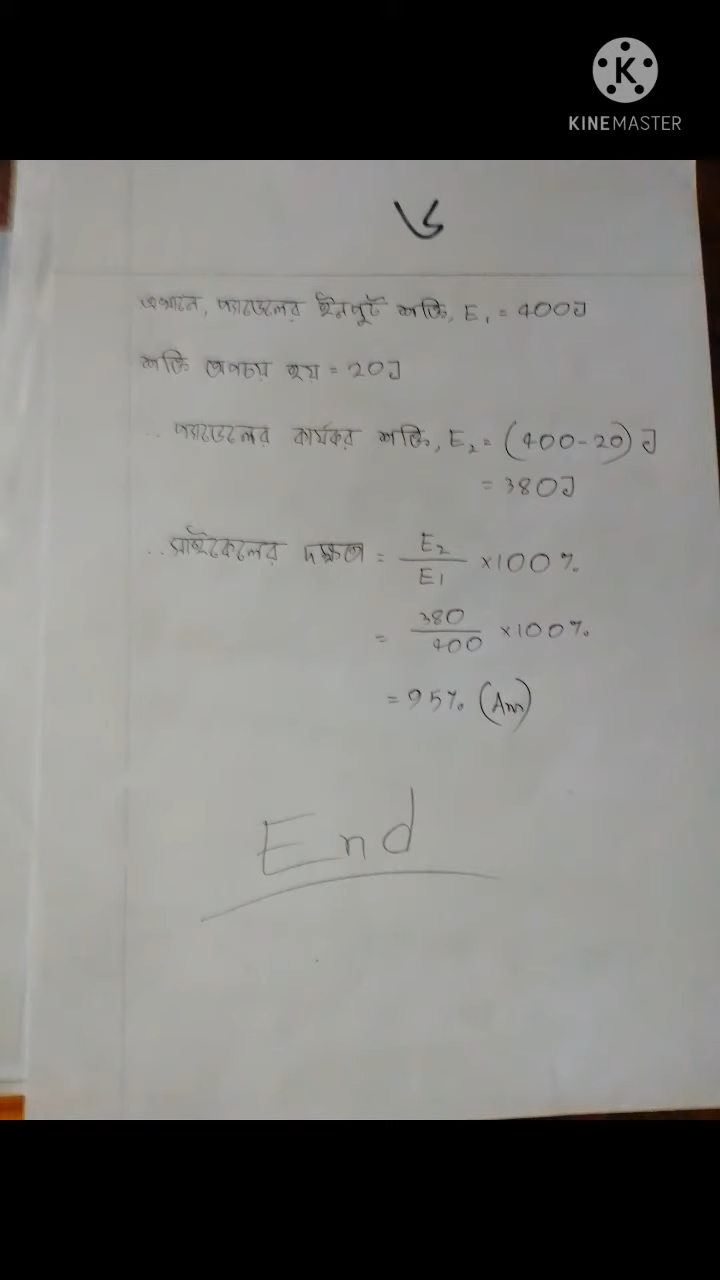 K
KINEMASTER
৬
এখানে, প্যাডেলের ইনপুট শক্তি, E₁ = 400J
শক্তি অপচয় হয় = 20J
∴ প্যাডেলের কার্যকর শক্তি, E₂ = (400-20) J
= 380J
∴ সাইকেলের দক্ষতা = E₂/E1 ×100%
= 380/400 ×100%
= 95% (Ans)
End